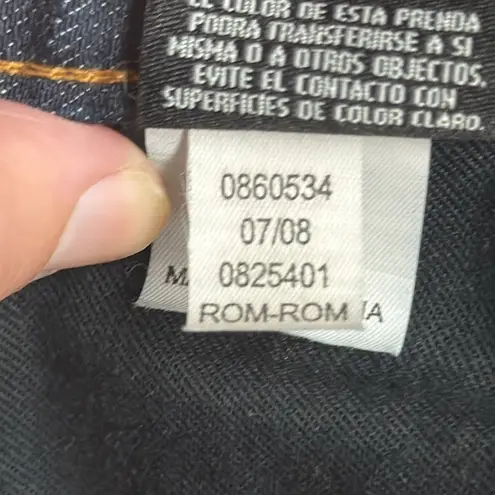 EL COLOR DE ESTA PRENDA
PODRA TRANSFERIRSE A SI
MISMA O A OTROS OBJECTOS.
EVITE EL CONTACTO CON
SUPERFICIES DE COLOR CLARO.
0860534
07/08
0825401
ROM-ROM
M
A